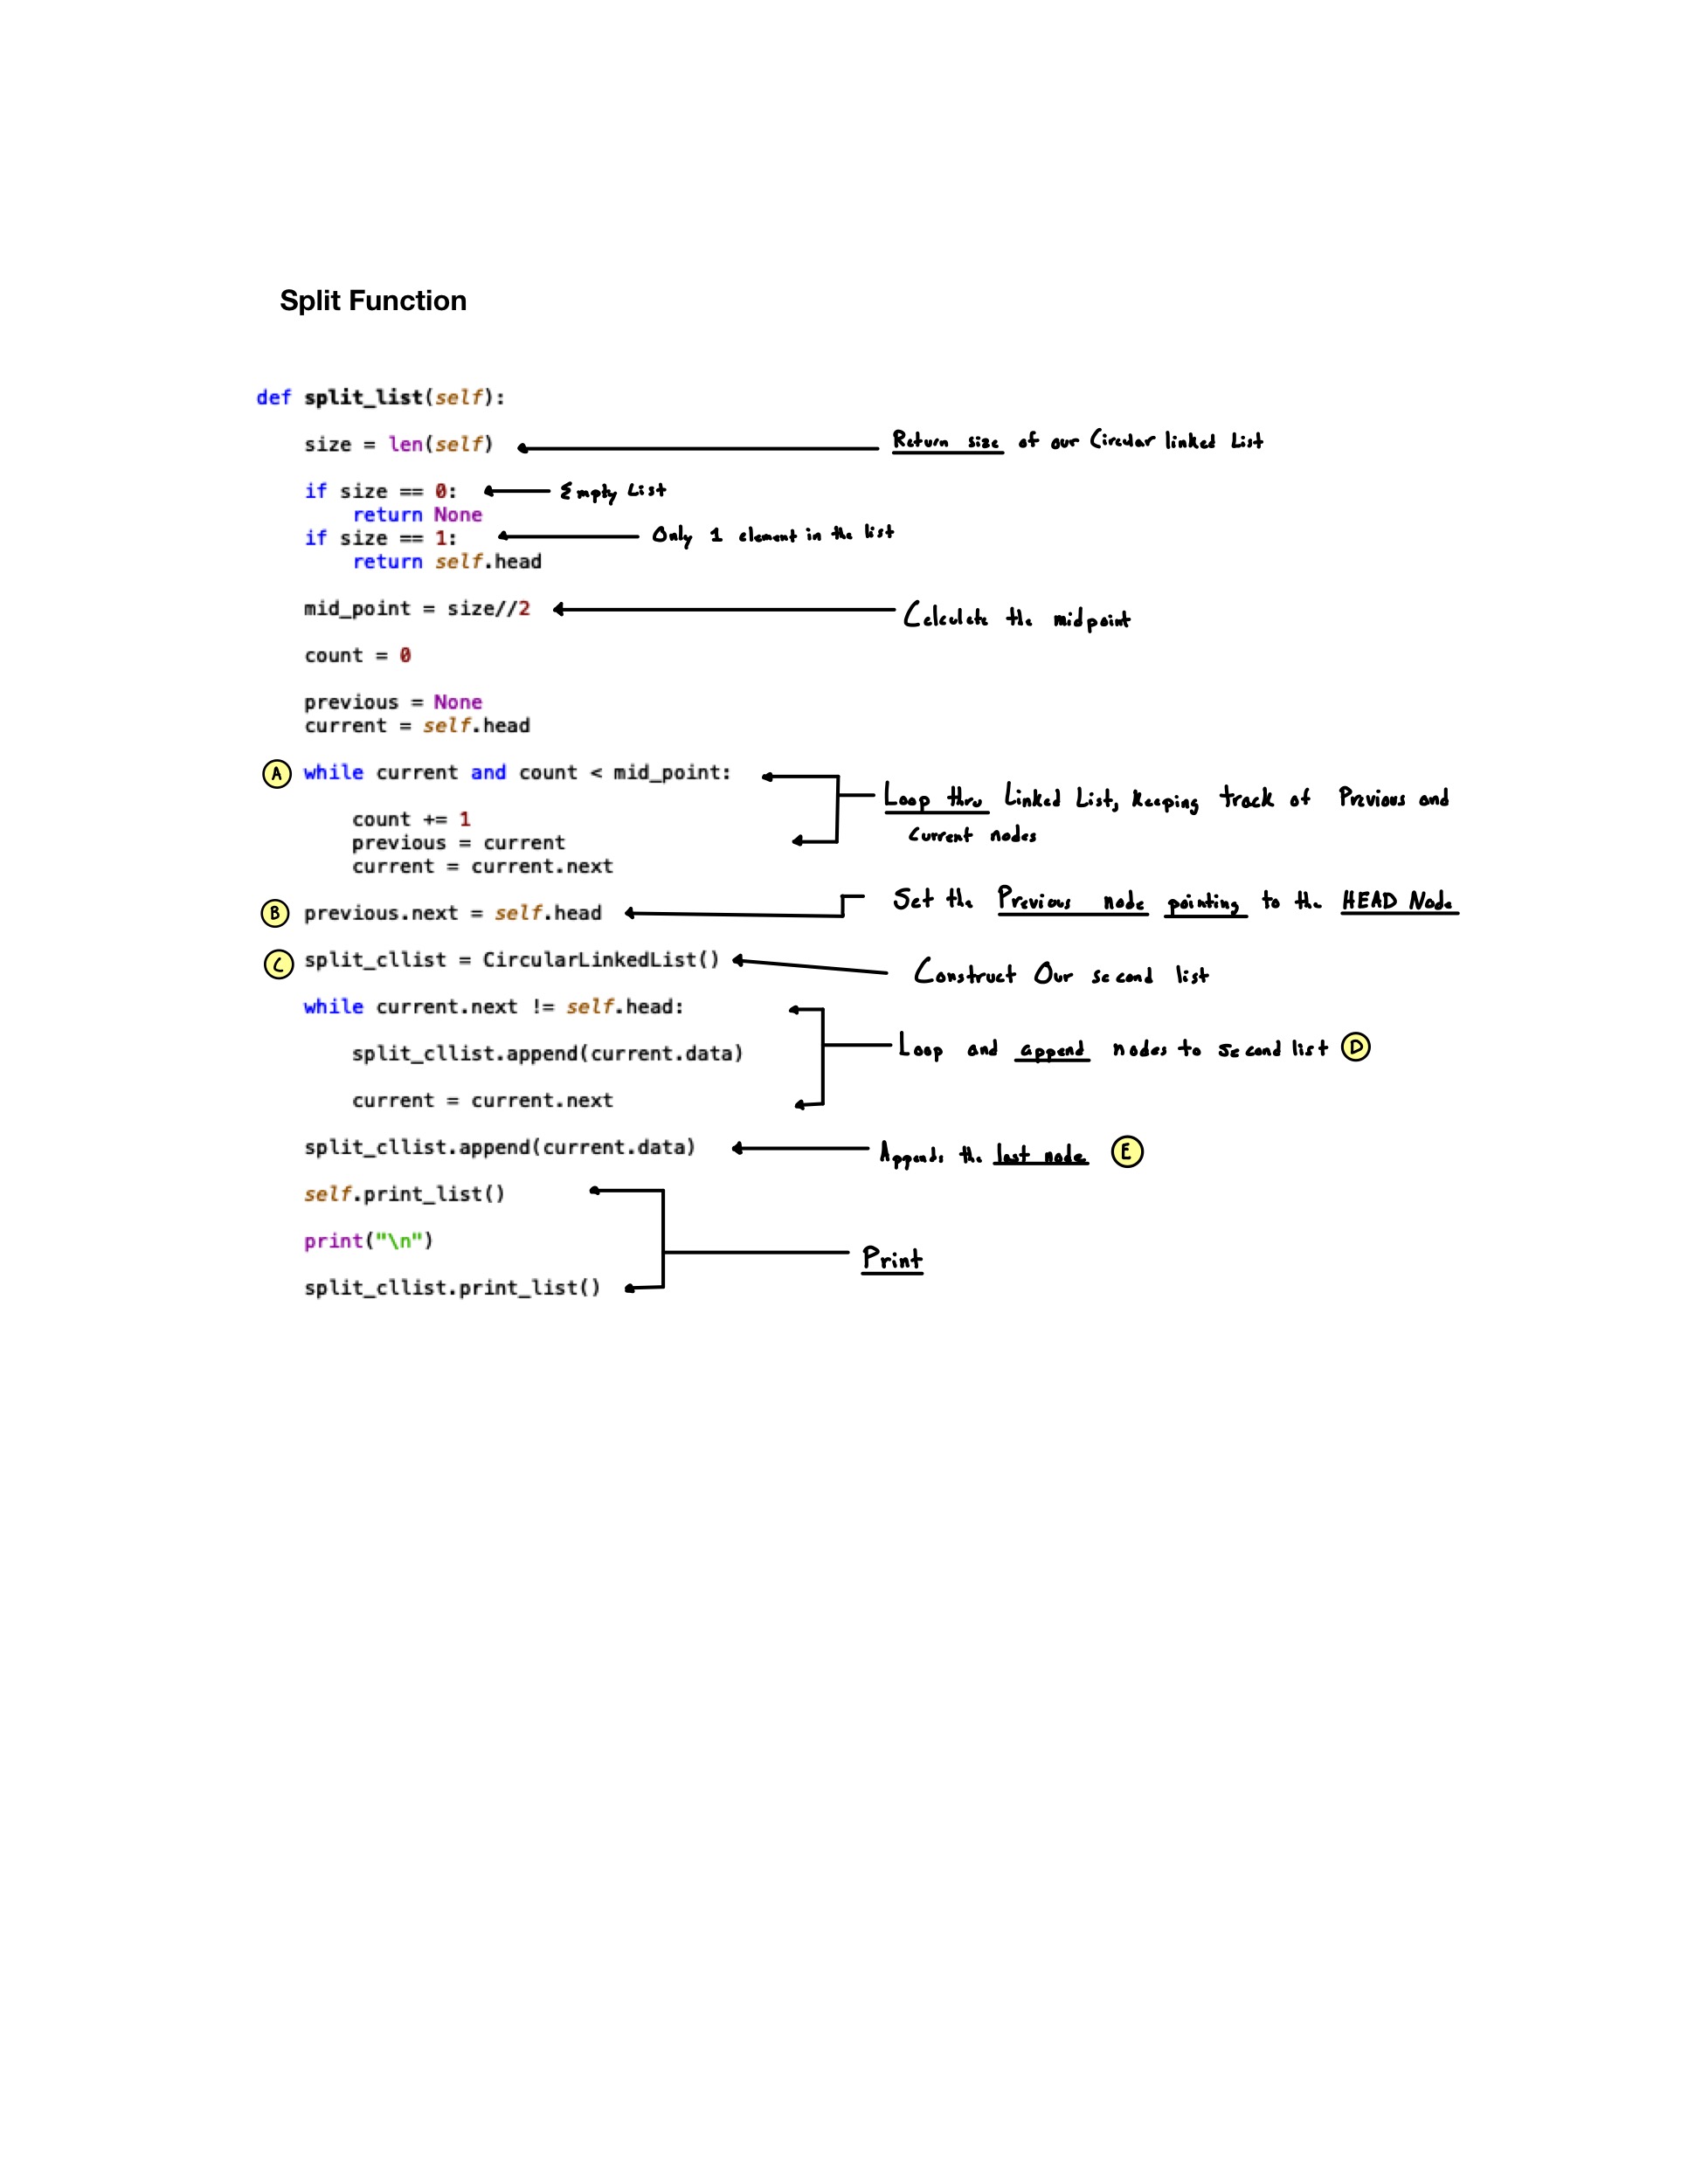 Split Function
def split_list(self):
size = len(self)
Return size of our Circular linked List
if size == 0:
Empty List
return None
if size == 1:
Only 1 element in the list
return self.head
mid_point = size//2
Calculate the midpoint
count = 0
previous = None
current = self.head
A while current and count < mid_point:
Loop thru Linked List, keeping track of Previous and
Current nodes
count += 1
previous = current
current = current.next
B previous.next = self.head
Set the Previous node pointing to the HEAD Node
C split_cllist = CircularLinkedList()
Construct Our second list
while current.next != self.head:
split_cllist.append(current.data)
Loop and append nodes to second list D
current = current.next
split_cllist.append(current.data)
Appends the last node E
self.print_list()
print("\n")
Print
split_cllist.print_list()